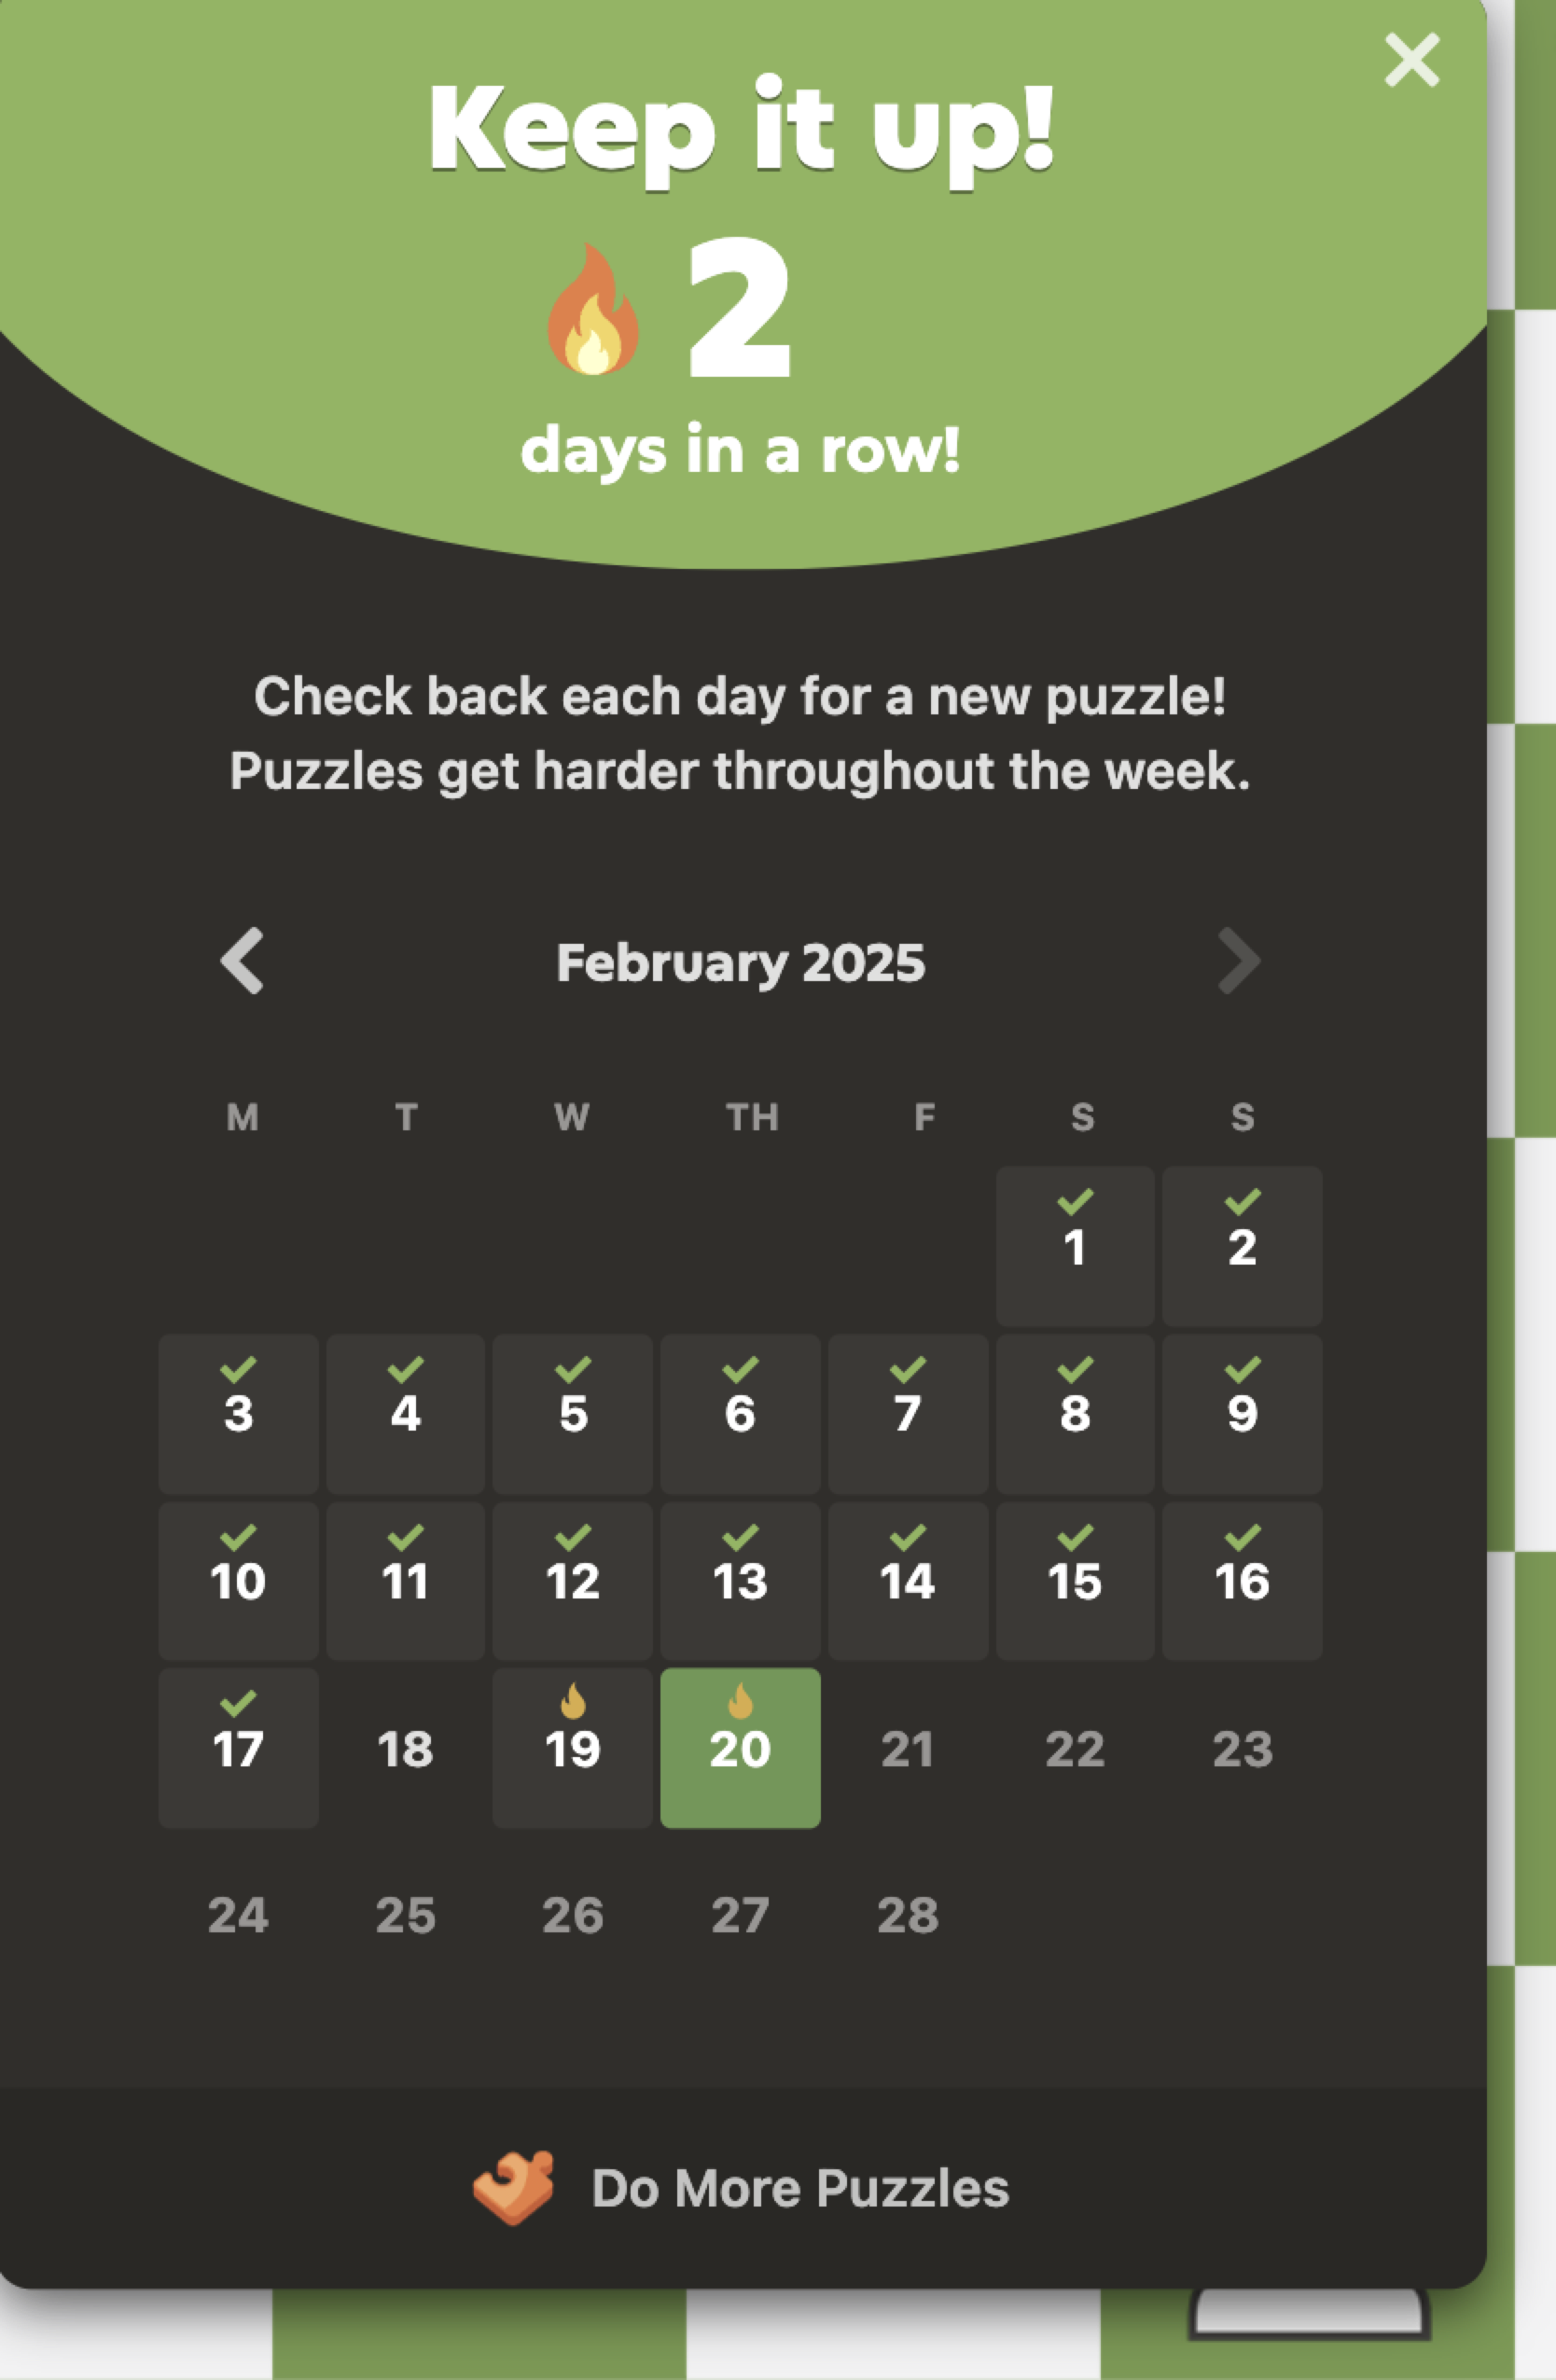 Keep it up!
2
days in a row!
Check back each day for a new puzzle!
Puzzles get harder throughout the week.
February 2025
M T W TH F S S
1 2
3 4 5 6 7 8 9
10 11 12 13 14 15 16
17 18 19 20 21 22 23
24 25 26 27 28
Do More Puzzles